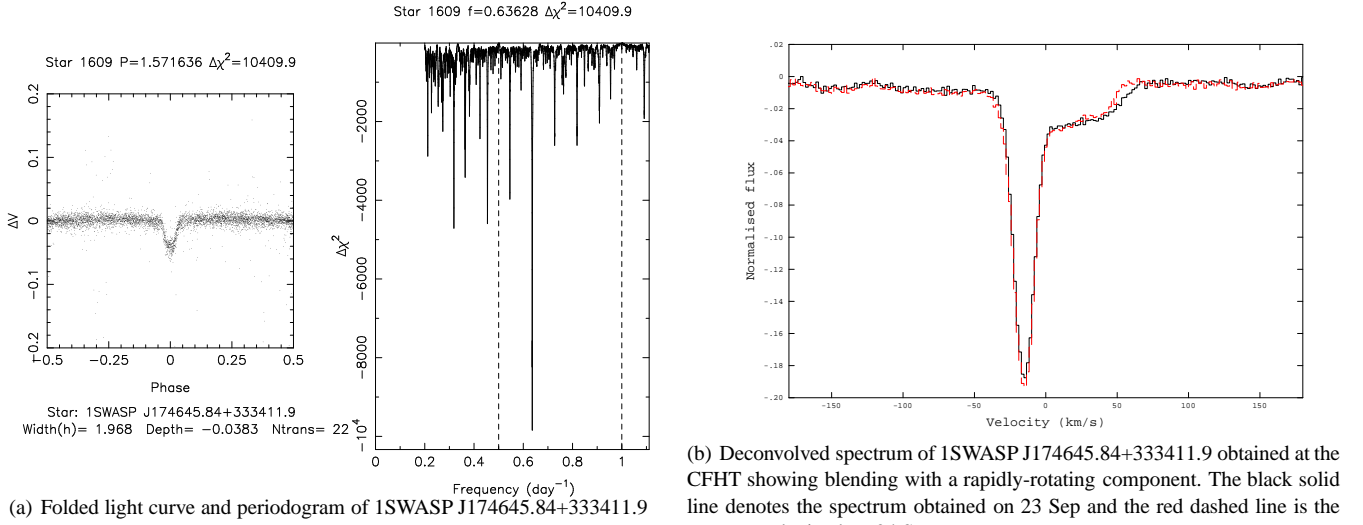 Star 1609 f=0.63628 Δχ²=10409.9
Star 1609 P=1.571636 Δχ²=10409.9
0.2
0.1
0
−0.1
−0.2
ΔV
−0.5 −0.25 0 0.25 0.5
Phase
Star: 1SWASP J174645.84+333411.9
Width(h)= 1.968 Depth= −0.0383 Ntrans= 22
−2000
−4000
−6000
−8000
−10⁴
Δχ²
0 0.2 0.4 0.6 0.8 1
Frequency (day⁻¹)
(a) Folded light curve and periodogram of 1SWASP J174645.84+333411.9
.02
0
-.02
-.04
-.06
-.08
-.10
-.12
-.14
-.16
-.18
-.20
Normalised flux
-150 -100 -50 0 50 100 150
Velocity (km/s)
(b) Deconvolved spectrum of 1SWASP J174645.84+333411.9 obtained at the
CFHT showing blending with a rapidly-rotating component. The black solid
line denotes the spectrum obtained on 23 Sep and the red dashed line is the